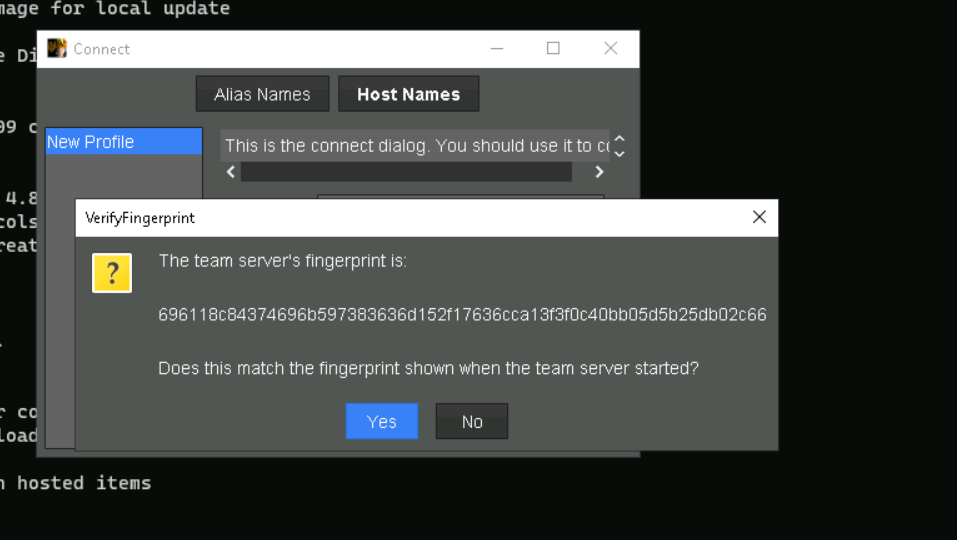 mage for local update
e Di
Connect
Alias Names
Host Names
09 c
New Profile
This is the connect dialog. You should use it to co
4.8
cols
reat
VerifyFingerprint
The team server's fingerprint is:
696118c84374696b597383636d152f17636cca13f3f0c40bb05d5b25db02c66
Does this match the fingerprint shown when the team server started?
Yes
No
r co
load
n hosted items